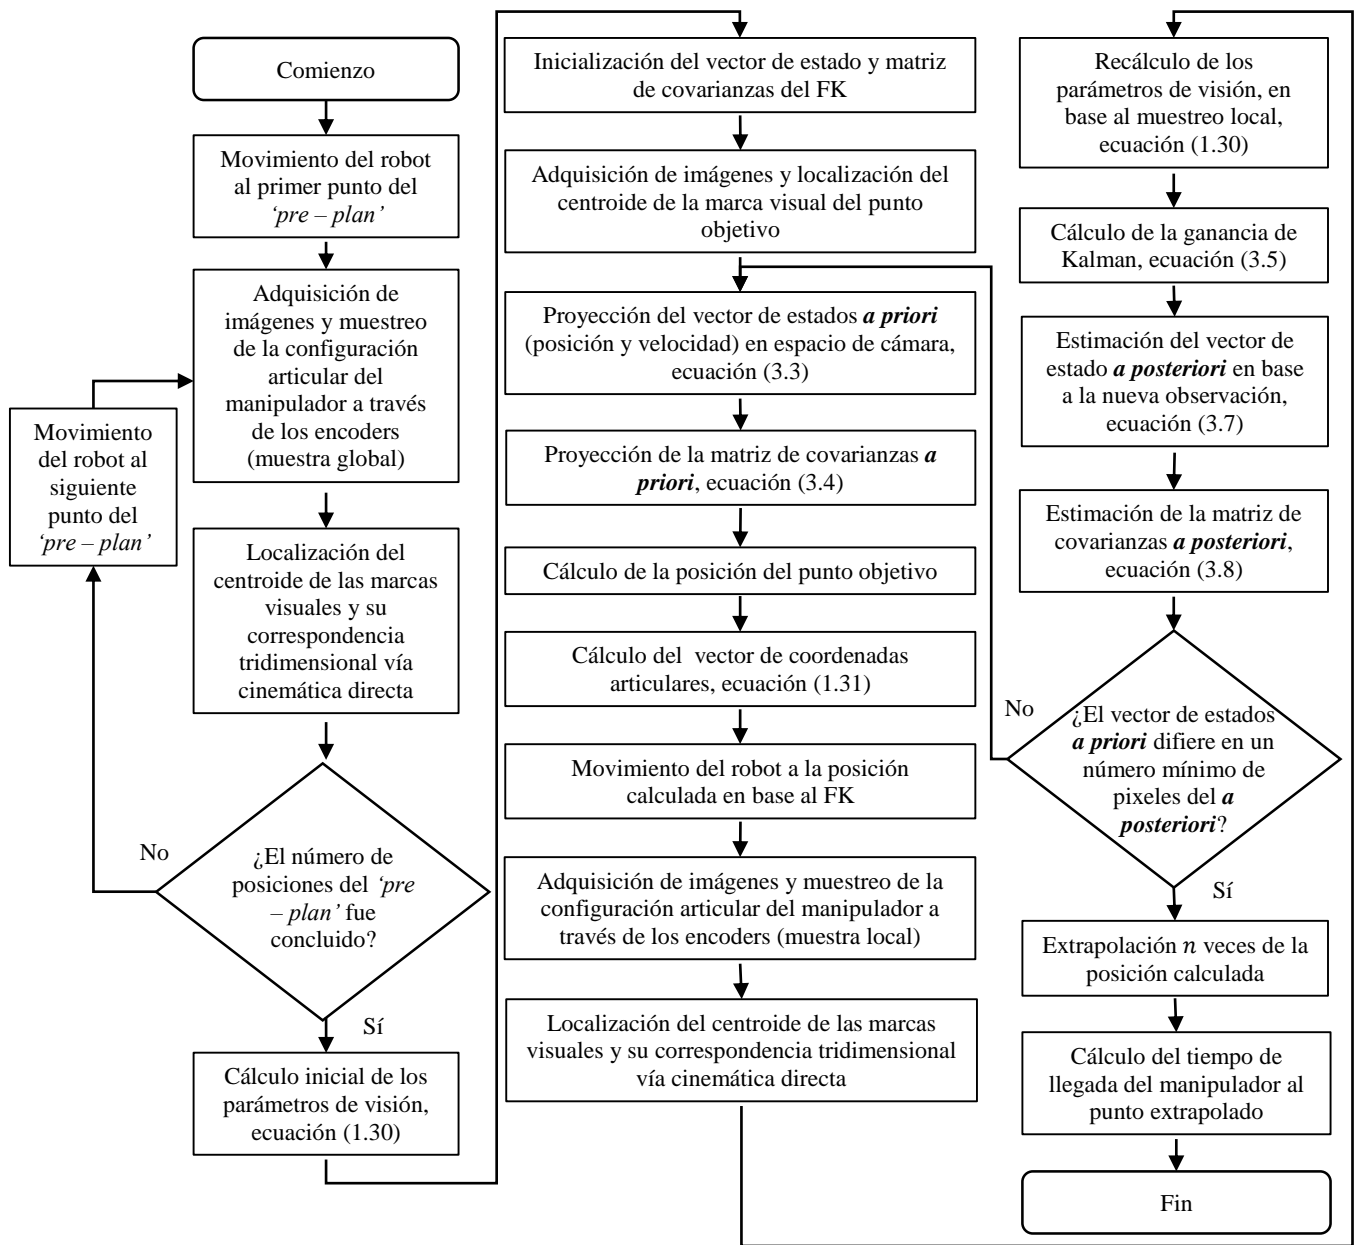 Comienzo
Movimiento del robot
al primer punto del
‘pre – plan’
Adquisición de
imágenes y muestreo
de la configuración
articular del
manipulador a través
de los encoders
(muestra global)
Movimiento
del robot al
siguiente
punto del
‘pre – plan’
Localización del
centroide de las marcas
visuales y su
correspondencia
tridimensional vía
cinemática directa
No
¿El número de
posiciones del ‘pre
– plan’ fue
concluido?
Sí
Cálculo inicial de los
parámetros de visión,
ecuación (1.30)
Inicialización del vector de estado y matriz
de covarianzas del FK
Adquisición de imágenes y localización del
centroide de la marca visual del punto
objetivo
Proyección del vector de estados a priori
(posición y velocidad) en espacio de cámara,
ecuación (3.3)
Proyección de la matriz de covarianzas a
priori, ecuación (3.4)
Cálculo de la posición del punto objetivo
Cálculo del vector de coordenadas
articulares, ecuación (1.31)
Movimiento del robot a la posición
calculada en base al FK
Adquisición de imágenes y muestreo de la
configuración articular del manipulador a
través de los encoders (muestra local)
Localización del centroide de las marcas
visuales y su correspondencia tridimensional
vía cinemática directa
Recálculo de los
parámetros de visión, en
base al muestreo local,
ecuación (1.30)
Cálculo de la ganancia de
Kalman, ecuación (3.5)
Estimación del vector de
estado a posteriori en base
a la nueva observación,
ecuación (3.7)
Estimación de la matriz de
covarianzas a posteriori,
ecuación (3.8)
No
¿El vector de estados
a priori difiere en un
número mínimo de
pixeles del a
posteriori?
Sí
Extrapolación n veces de la
posición calculada
Cálculo del tiempo de
llegada del manipulador al
punto extrapolado
Fin